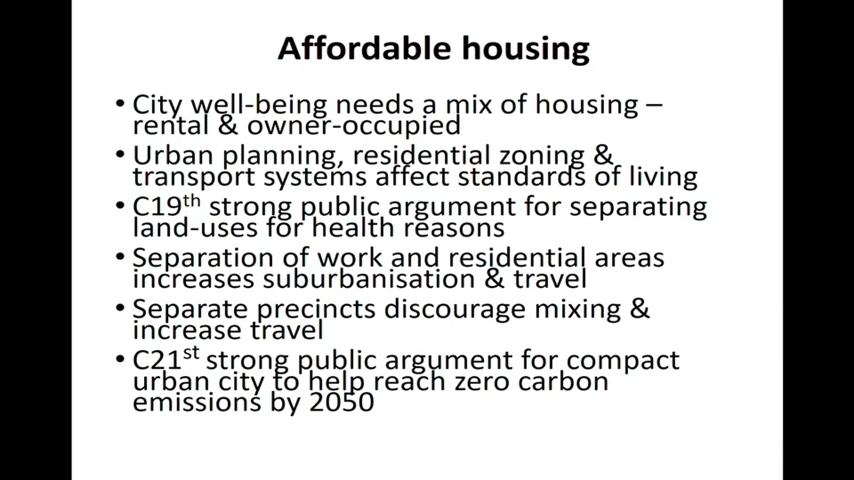 Affordable housing
• City well-being needs a mix of housing –
rental & owner-occupied
• Urban planning, residential zoning &
transport systems affect standards of living
• C19th strong public argument for separating
land-uses for health reasons
• Separation of work and residential areas
increases suburbanisation & travel
• Separate precincts discourage mixing &
increase travel
• C21st strong public argument for compact
urban city to help reach zero carbon
emissions by 2050